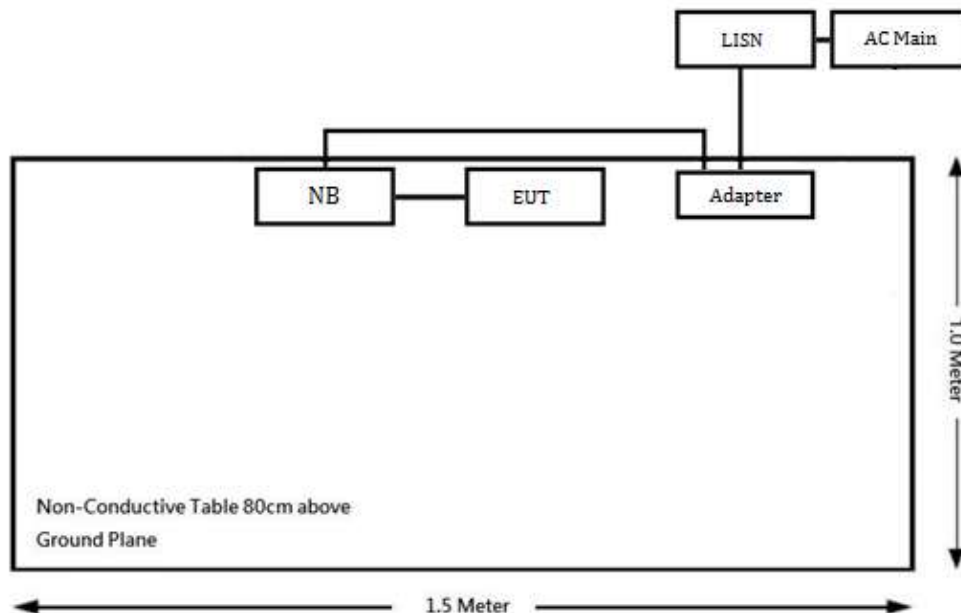 LISN
AC Main
NB
EUT
Adapter
1.0 Meter
Non-Conductive Table 80cm above
Ground Plane
1.5 Meter